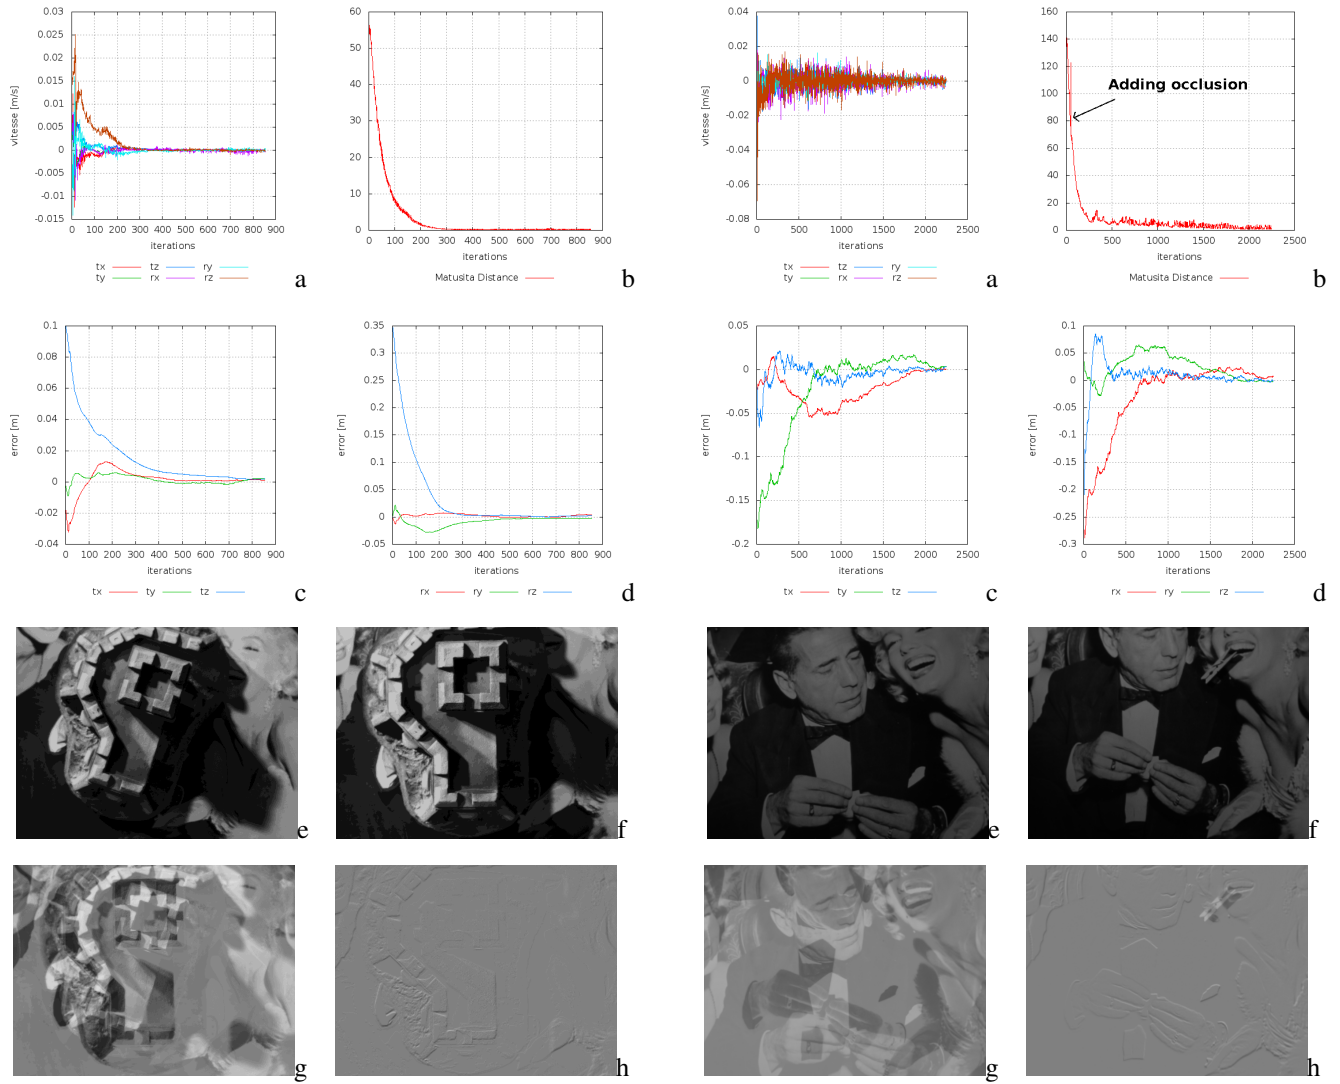 0.03
0.025
0.02
0.015
0.01
0.005
0
-0.005
-0.01
-0.015
vitesse [m/s]
0 100 200 300 400 500 600 700 800 900
iterations
tx tz ry
ty rx rz
a
60
50
40
30
20
10
0
0 100 200 300 400 500 600 700 800 900
iterations
Matusita Distance
b
0.04
0.02
0
-0.02
-0.04
-0.06
-0.08
vitesse [m/s]
0 500 1000 1500 2000 2500
iterations
tx tz ry
ty rx rz
a
160
140
120
100
80
60
40
20
0
Adding occlusion
0 500 1000 1500 2000 2500
iterations
Matusita Distance
b
0.1
0.08
0.06
0.04
0.02
0
-0.02
-0.04
error [m]
0 100 200 300 400 500 600 700 800 900
iterations
tx ty tz
c
0.35
0.3
0.25
0.2
0.15
0.1
0.05
0
-0.05
error [m]
0 100 200 300 400 500 600 700 800 900
iterations
rx ry rz
d
0.05
0
-0.05
-0.1
-0.15
-0.2
error [m]
0 500 1000 1500 2000 2500
iterations
tx ty tz
c
0.1
0.05
0
-0.05
-0.1
-0.15
-0.2
-0.25
-0.3
error [m]
0 500 1000 1500 2000 2500
iterations
rx ry rz
d
e
f
e
f
g
h
g
h